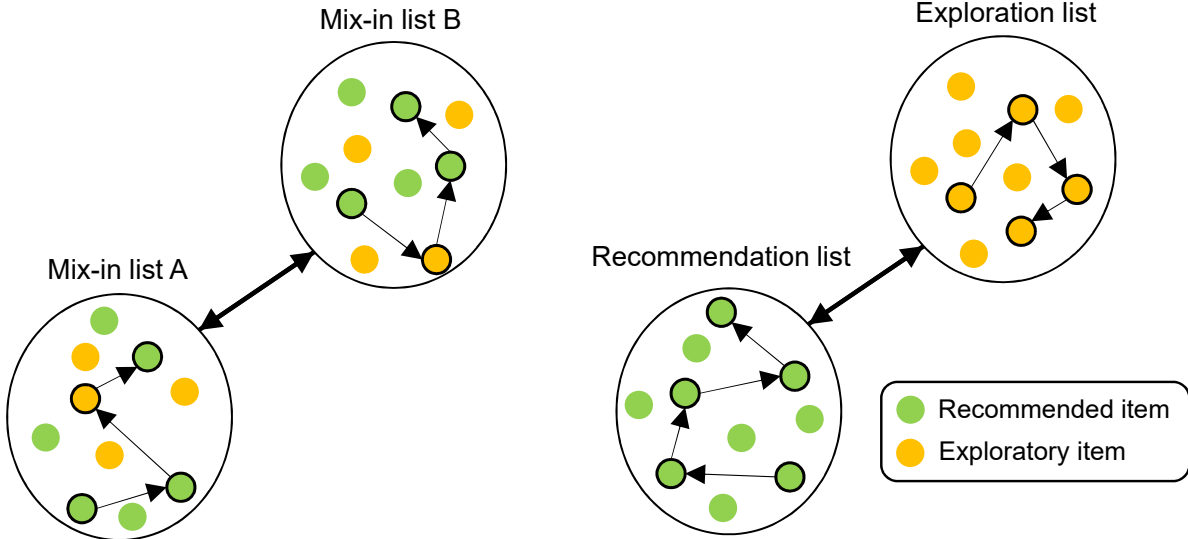 Mix-in list B
Exploration list
Mix-in list A
Recommendation list
Recommended item
Exploratory item